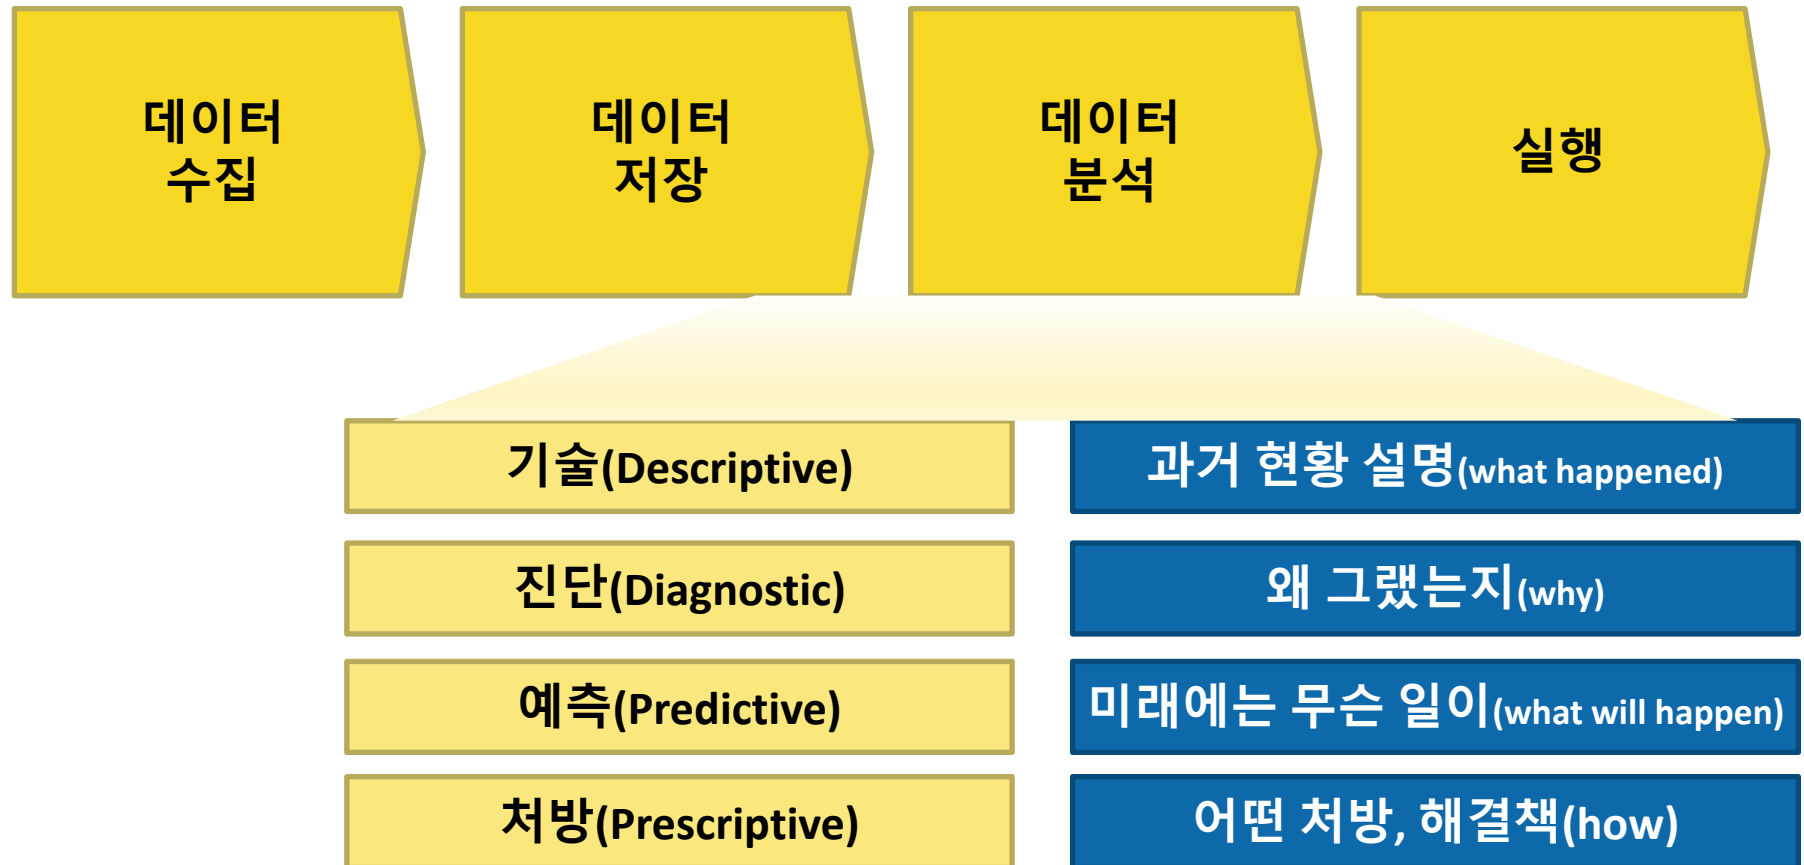 데이터
수집
데이터
저장
데이터
분석
실행
기술(Descriptive)
과거 현황 설명(what happened)
진단(Diagnostic)
왜 그랬는지(why)
예측(Predictive)
미래에는 무슨 일이(what will happen)
처방(Prescriptive)
어떤 처방, 해결책(how)